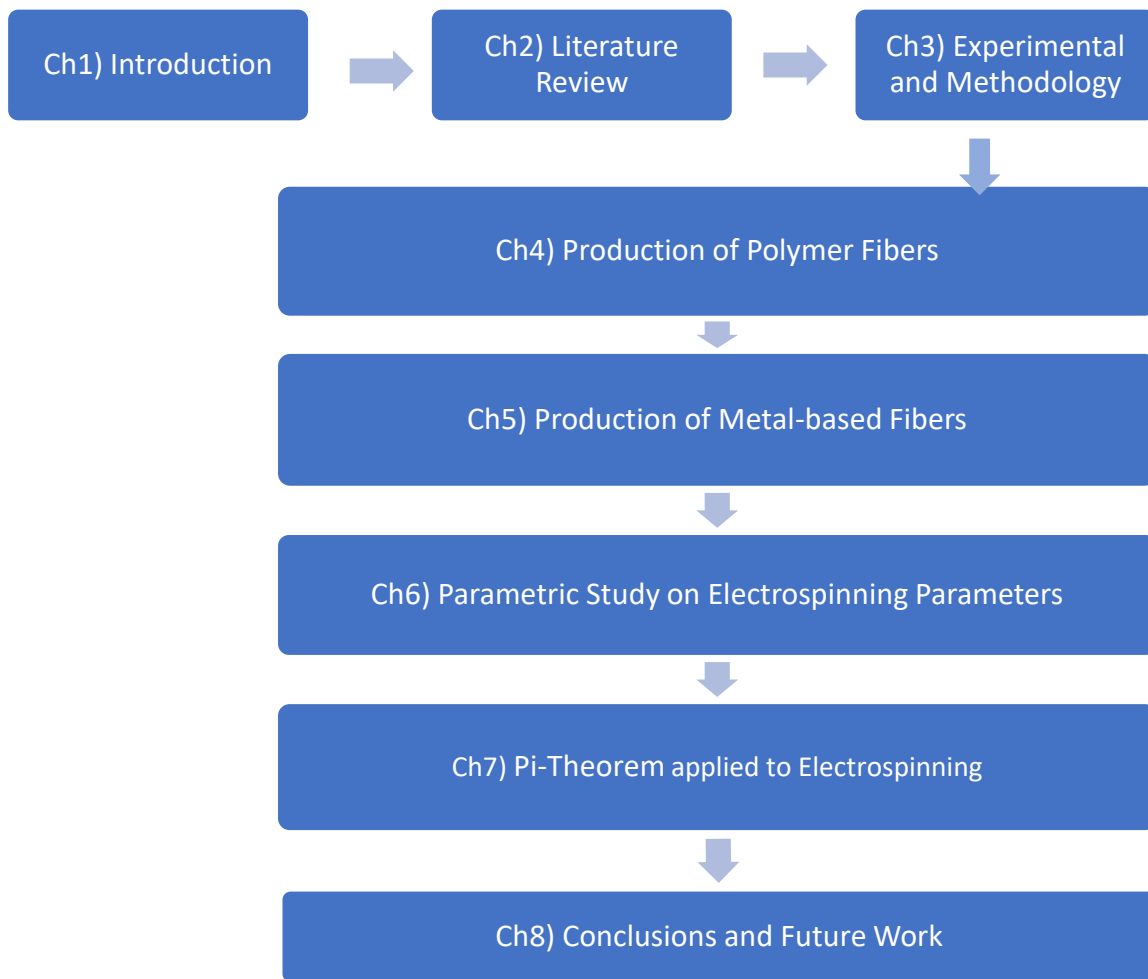 Ch1) Introduction
Ch2) Literature
Review
Ch3) Experimental
and Methodology
Ch4) Production of Polymer Fibers
Ch5) Production of Metal-based Fibers
Ch6) Parametric Study on Electrospinning Parameters
Ch7) Pi-Theorem applied to Electrospinning
Ch8) Conclusions and Future Work